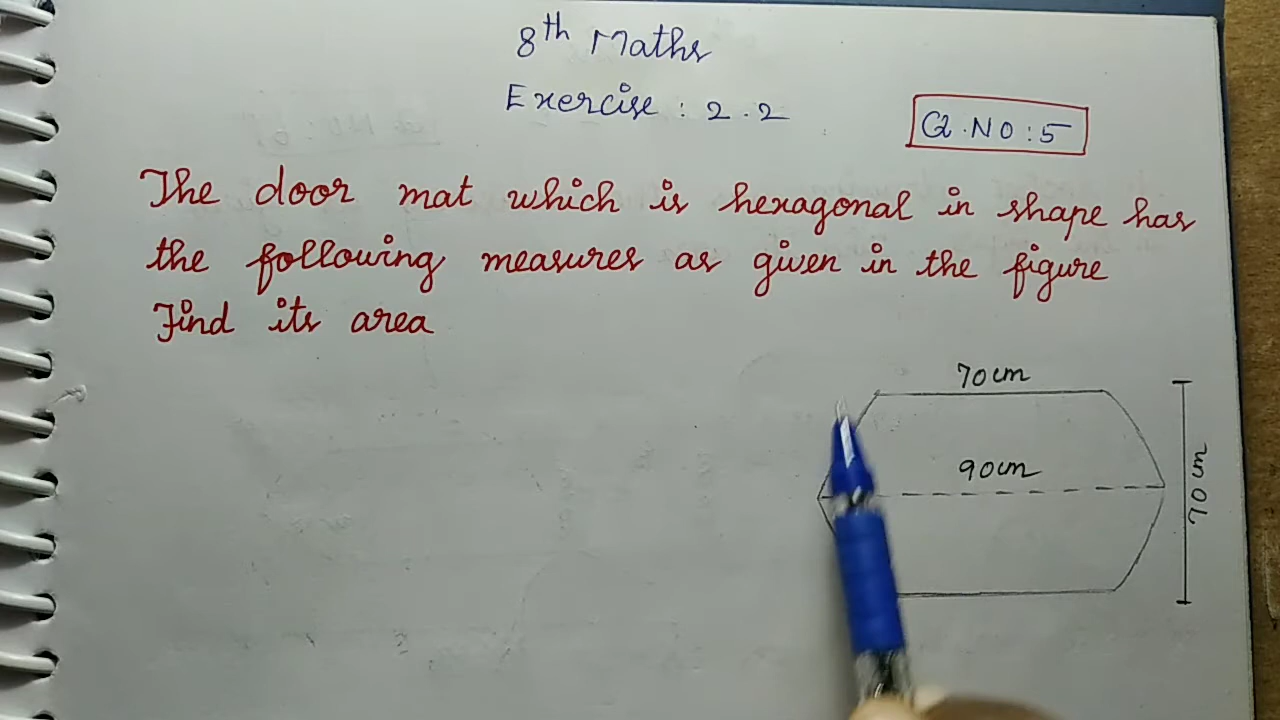 8th Maths
Exercise : 2.2
Q.NO:5
The door mat which is hexagonal in shape has
the following measures as given in the figure
Find its area
70cm
90cm
70cm